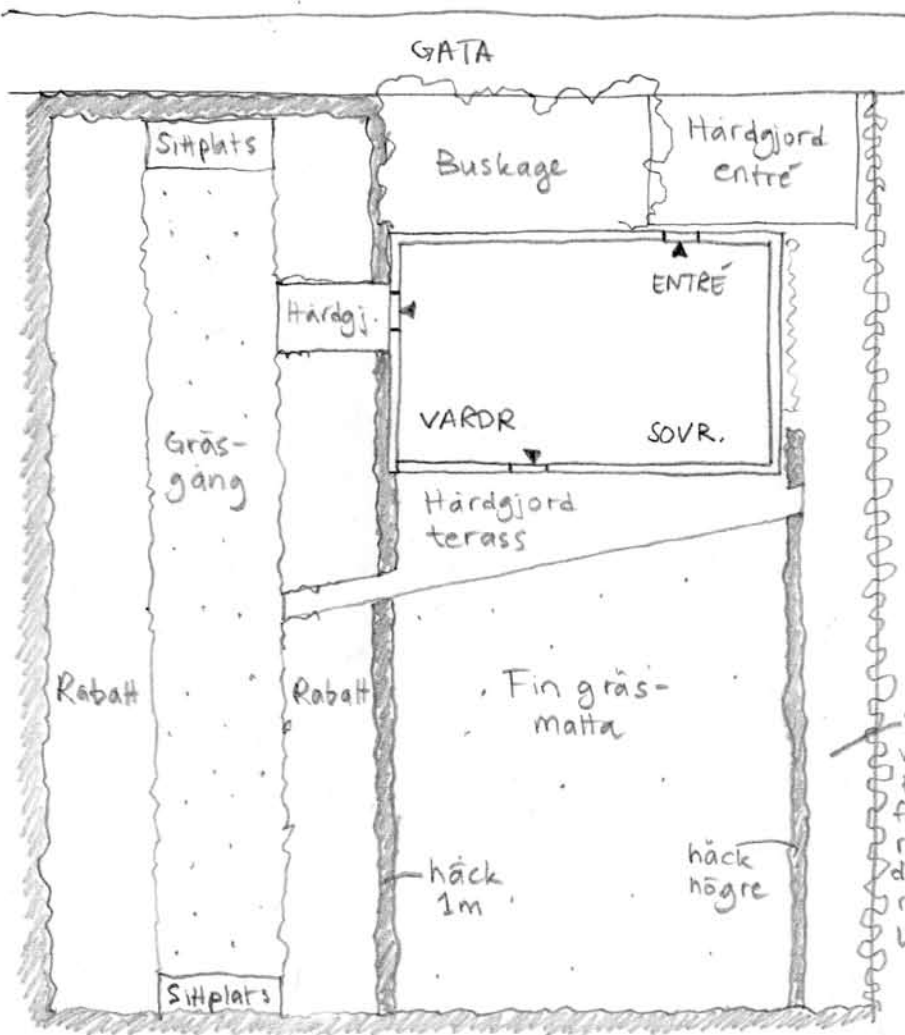 GATA
Sittplats
Buskage
Hårdgjord
entré
ENTRÉ
Hårdgj.
VARDR
SOVR.
Gräs-
gång
Hårdgjord
terass
Rabatt
Rabatt
Fin gräs-
matta
häck
1m
häck
högre
Sittplats